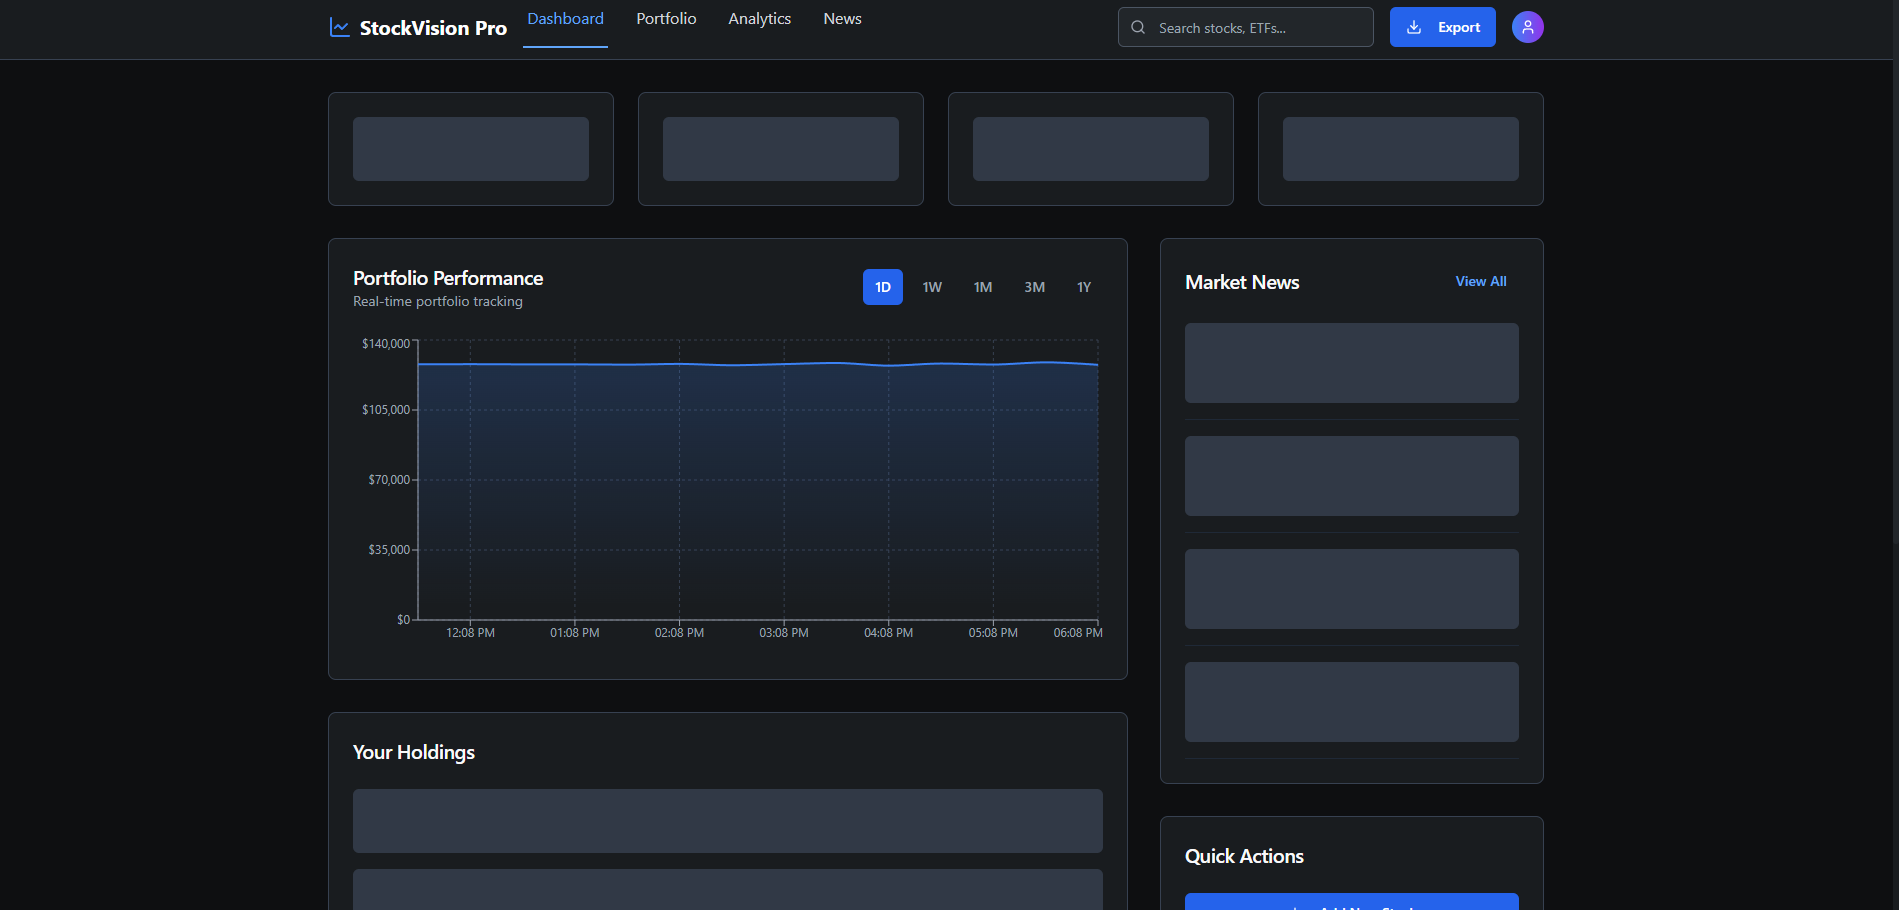 StockVision Pro
Dashboard
Portfolio
Analytics
News
Search stocks, ETFs...
Export
Portfolio Performance
Real-time portfolio tracking
1D
1W
1M
3M
1Y
$140,000
$105,000
$70,000
$35,000
$0
12:08 PM
01:08 PM
02:08 PM
03:08 PM
04:08 PM
05:08 PM
06:08 PM
Market News
View All
Your Holdings
Quick Actions